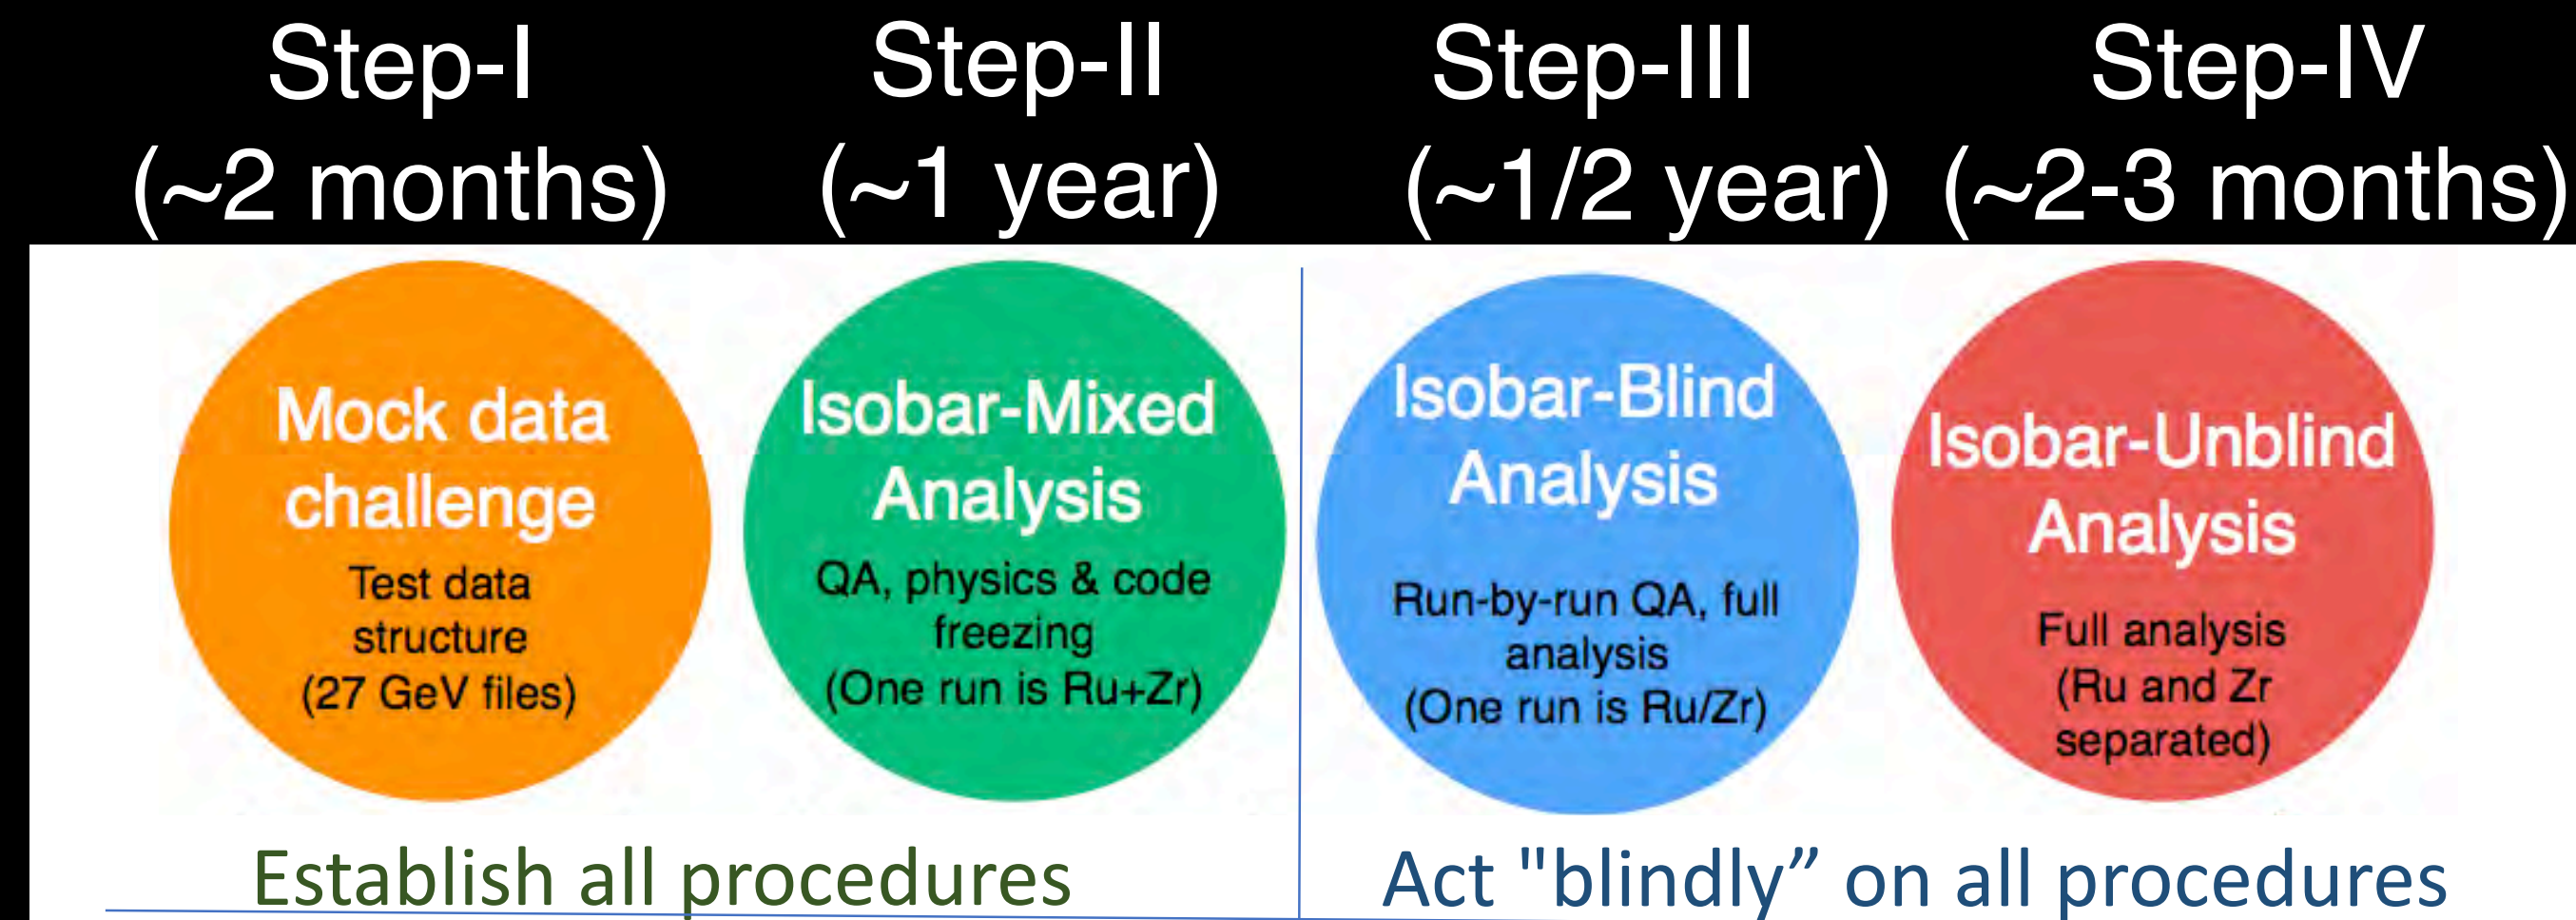 Step-I
(~2 months)
Step-II
(~1 year)
Step-III
(~1/2 year)
Step-IV
(~2-3 months)
Mock data
challenge
Test data
structure
(27 GeV files)
Isobar-Mixed
Analysis
QA, physics & code
freezing
(One run is Ru+Zr)
Isobar-Blind
Analysis
Run-by-run QA, full
analysis
(One run is Ru/Zr)
Isobar-Unblind
Analysis
Full analysis
(Ru and Zr
separated)
Establish all procedures
Act "blindly” on all procedures